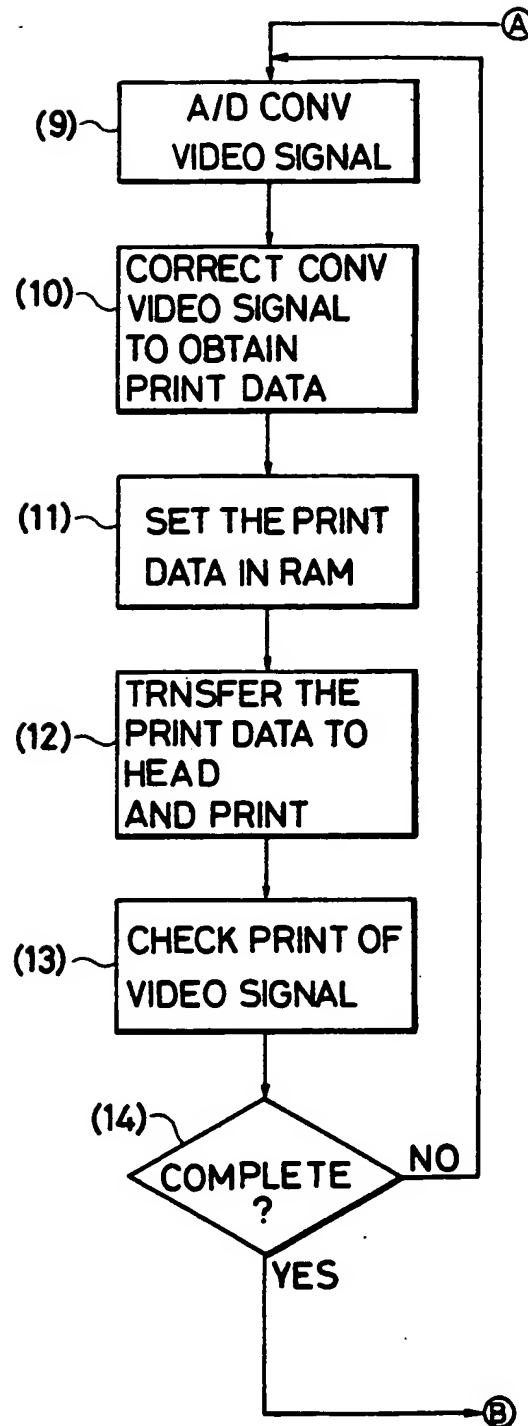 A
(9)
A/D CONV
VIDEO SIGNAL
(10)
CORRECT CONV
VIDEO SIGNAL
TO OBTAIN
PRINT DATA
(11)
SET THE PRINT
DATA IN RAM
(12)
TRNSFER THE
PRINT DATA TO
HEAD
AND PRINT
(13)
CHECK PRINT OF
VIDEO SIGNAL
(14)
COMPLETE
?
NO
YES
B